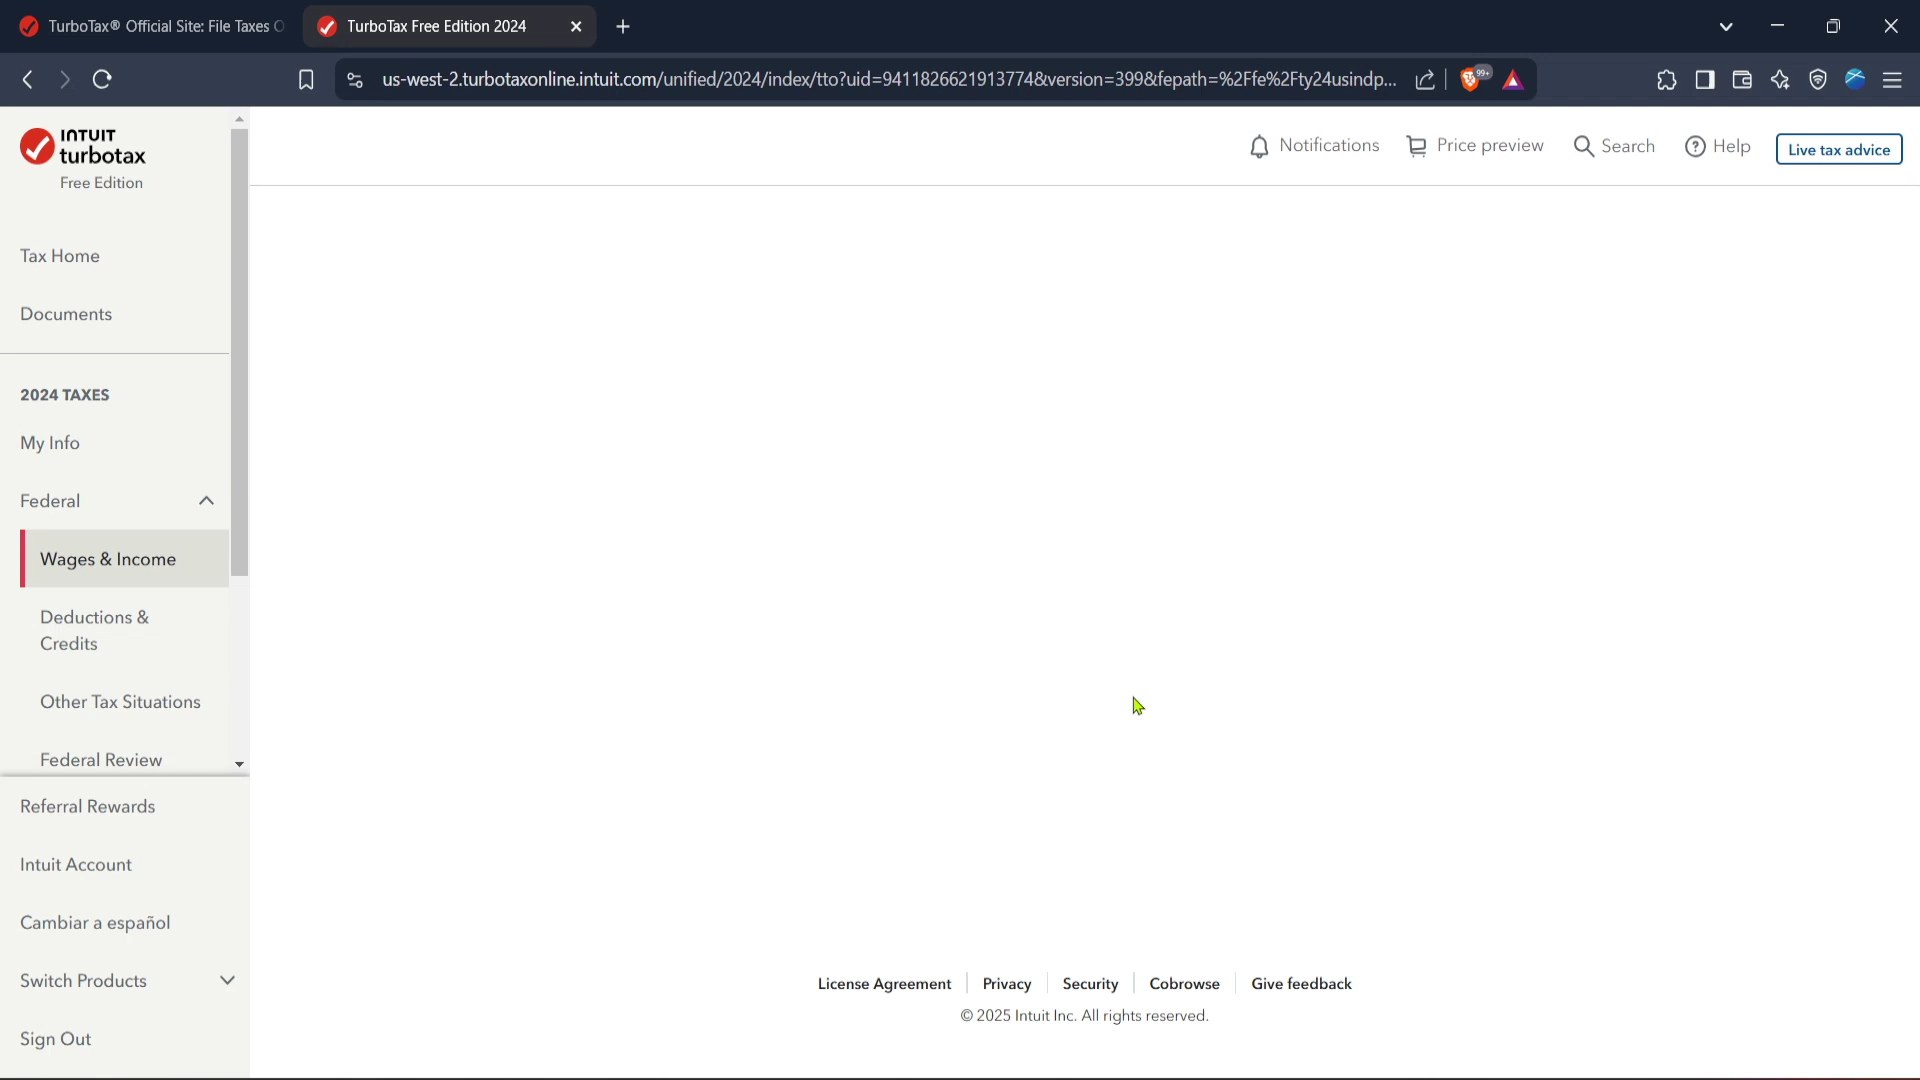 TurboTax® Official Site: File Taxes O
TurboTax Free Edition 2024
us-west-2.turbotaxonline.intuit.com/unified/2024/index/tto?uid=9411826621913774&version=399&fepath=%2Ffe%2Fty24usindp...
99+
INTUIT
turbotax
Free Edition
Notifications
Price preview
Search
Help
Live tax advice
Tax Home
Documents
2024 TAXES
My Info
Federal
Wages & Income
Deductions &
Credits
Other Tax Situations
Federal Review
Referral Rewards
Intuit Account
Cambiar a español
Switch Products
Sign Out
License Agreement
Privacy
Security
Cobrowse
Give feedback
© 2025 Intuit Inc. All rights reserved.